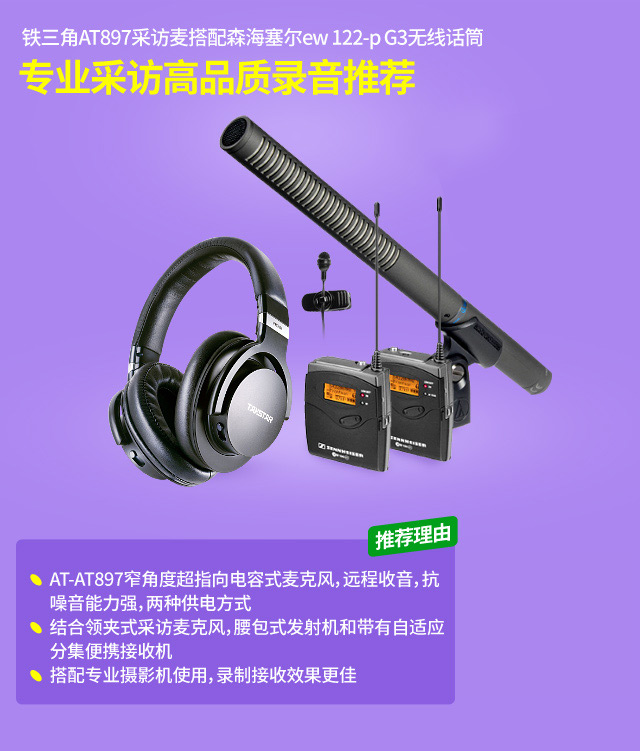 铁三角AT897采访麦搭配森海塞尔ew 122-p G3无线话筒
专业采访高品质录音推荐
TAKSTAR
SENNHEISER
SENNHEISER
推荐理由
AT-AT897窄角度超指向电容式麦克风，远程收音，抗
噪音能力强，两种供电方式
结合领夹式采访麦克风，腰包式发射机和带有自适应
分集便携接收机
搭配专业摄影机使用，录制接收效果更佳